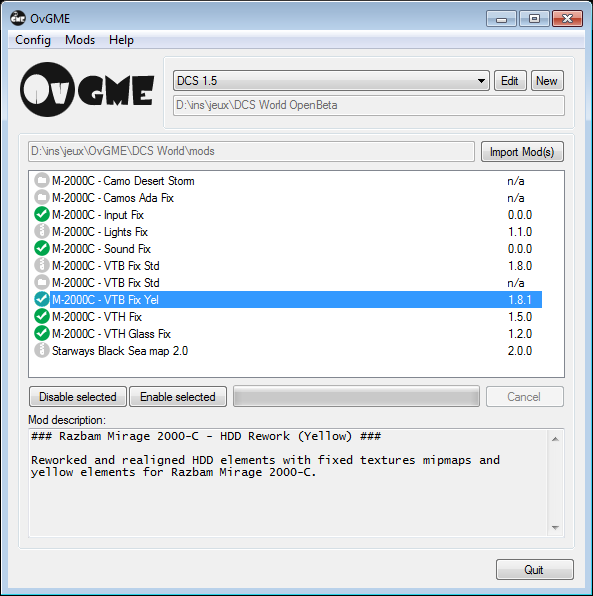 OvGME
Config Mods Help
OvGME
DCS 1.5 Edit New
D:\ins\jeux\DCS World OpenBeta
D:\ins\jeux\OvGME\DCS World\mods Import Mod(s)
M-2000C - Camo Desert Storm n/a
M-2000C - Camos Ada Fix n/a
M-2000C - Input Fix 0.0.0
M-2000C - Lights Fix 1.1.0
M-2000C - Sound Fix 0.0.0
M-2000C - VTB Fix Std 1.8.0
M-2000C - VTB Fix Std n/a
M-2000C - VTB Fix Yel 1.8.1
M-2000C - VTH Fix 1.5.0
M-2000C - VTH Glass Fix 1.2.0
Starways Black Sea map 2.0 2.0.0
Disable selected Enable selected Cancel
Mod description:
### Razbam Mirage 2000-C - HDD Rework (Yellow) ###
Reworked and realigned HDD elements with fixed textures mipmaps and
yellow elements for Razbam Mirage 2000-C.
Quit